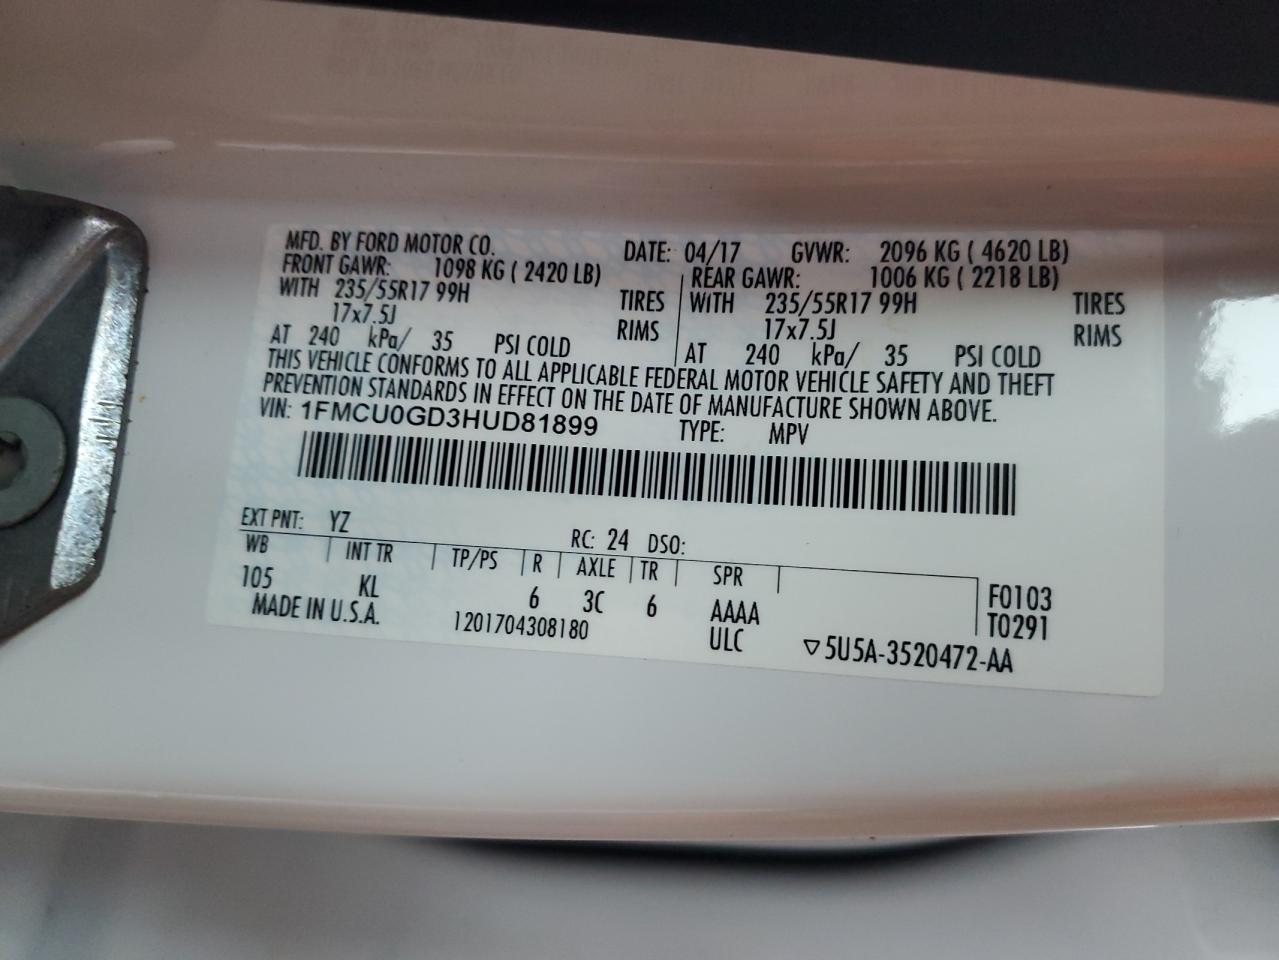 MFD. BY FORD MOTOR CO. DATE: 04/17 GVWR: 2096 KG ( 4620 LB)
FRONT GAWR: 1098 KG ( 2420 LB) REAR GAWR: 1006 KG ( 2218 LB)
WITH 235/55R17 99H TIRES WITH 235/55R17 99H TIRES
17x7.5J RIMS 17x7.5J RIMS
AT 240 kPa/ 35 PSI COLD AT 240 kPa/ 35 PSI COLD
THIS VEHICLE CONFORMS TO ALL APPLICABLE FEDERAL MOTOR VEHICLE SAFETY AND THEFT
PREVENTION STANDARDS IN EFFECT ON THE DATE OF MANUFACTURE SHOWN ABOVE.
VIN: 1FMCU0GD3HUD81899 TYPE: MPV
EXT PNT: YZ RC: 24 DSO:
WB INT TR TP/PS R AXLE TR SPR
105 KL 6 3C 6 AAAA F0103
MADE IN U.S.A. 1201704308180 ULC T0291
▽5U5A-3520472-AA